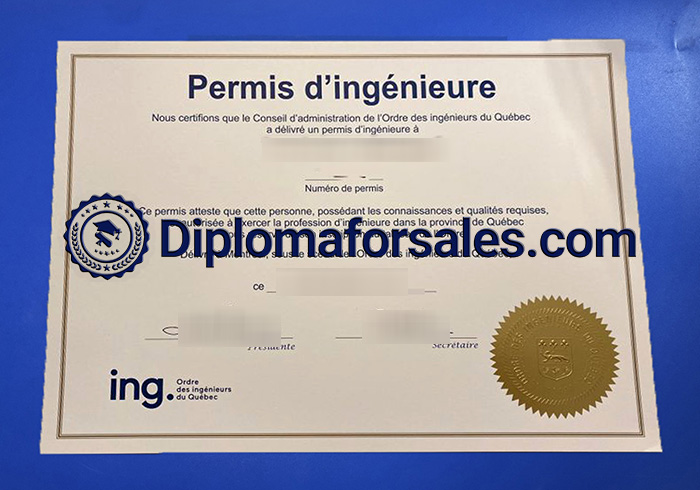 Permis d'ingénieure
Nous certifions que le Conseil d'administration de l'Ordre des ingénieurs du Québec
a délivré un permis d'ingénieure à
Numéro de permis
Ce permis atteste que cette personne, possédant les connaissances et qualités requises,
autorisée à exercer la profession d'ingénieure dans la province de Québec
Diplomaforsales.com
ce
Présidente
Secrétaire
ing.
Ordre
des ingénieurs
du Québec